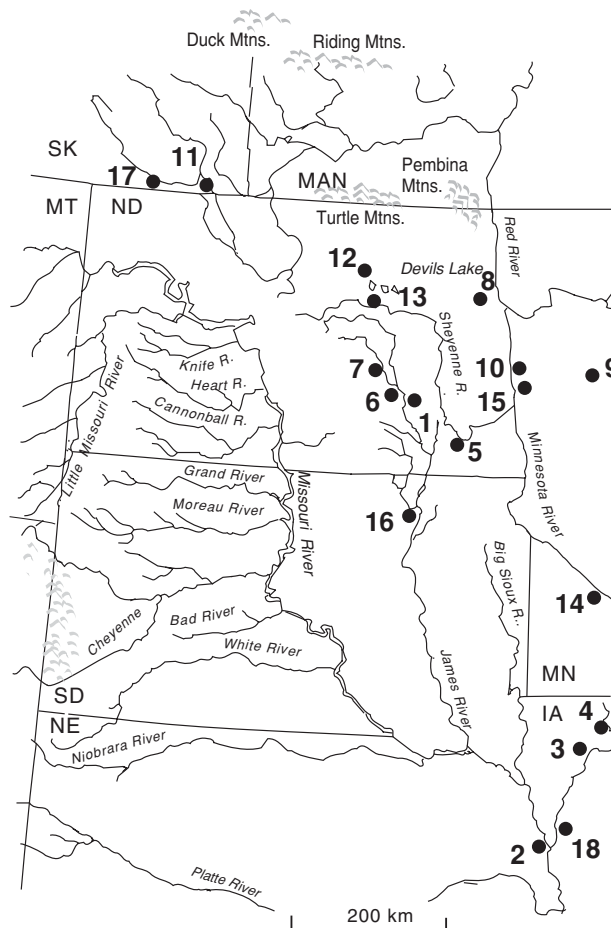 Duck Mtns. Riding Mtns.
SK
11
17
MAN
Pembina
Mtns.
MT ND
Turtle Mtns.
Red River
12
Devils Lake
8
13
Sheyenne R.
7
Knife R.
10
9
Heart R.
6
15
1
Cannonball R.
Little Missouri River
5
Minnesota River
Grand River
Missouri River
Moreau River
16
Big Sioux R..
14
Cheyenne
Bad River
White River
James River
MN
SD
IA
4
NE
3
Niobrara River
2
18
Platte River
200 km